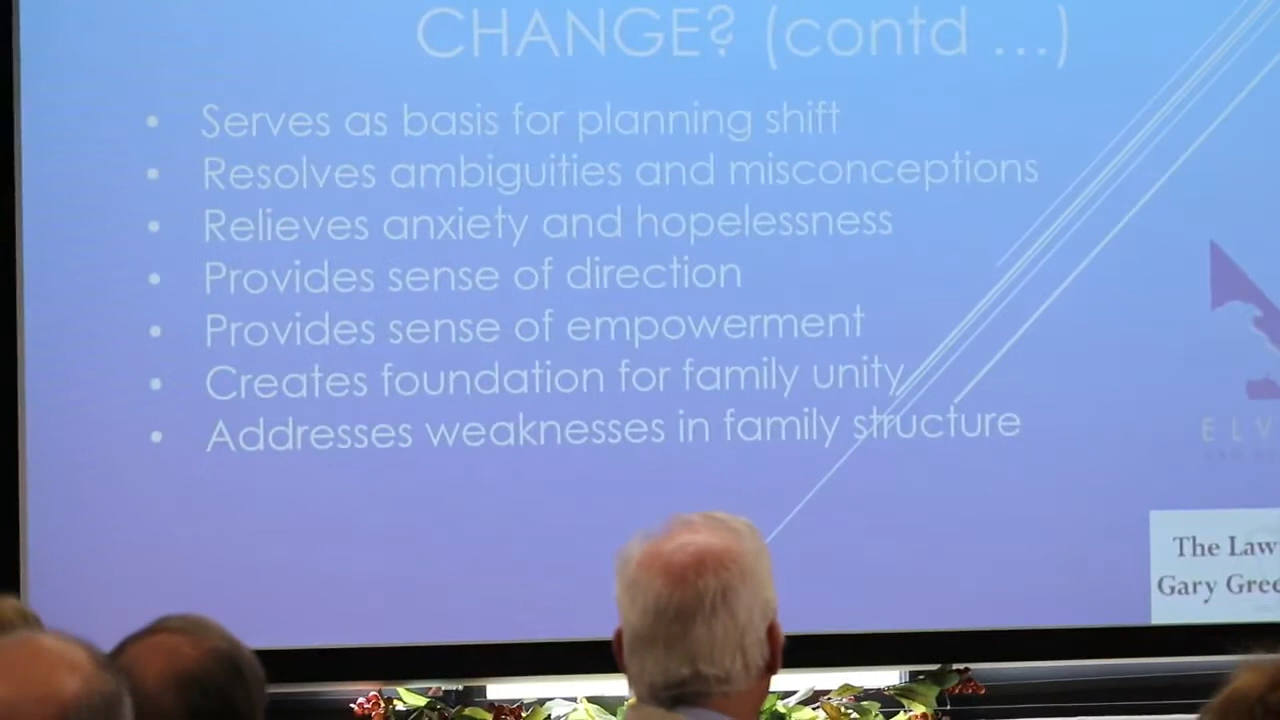 CHANGE? (contd ...)
• Serves as basis for planning shift
• Resolves ambiguities and misconceptions
• Relieves anxiety and hopelessness
• Provides sense of direction
• Provides sense of empowerment
• Creates foundation for family unity
• Addresses weaknesses in family structure
ELV
The Law
Gary Gree